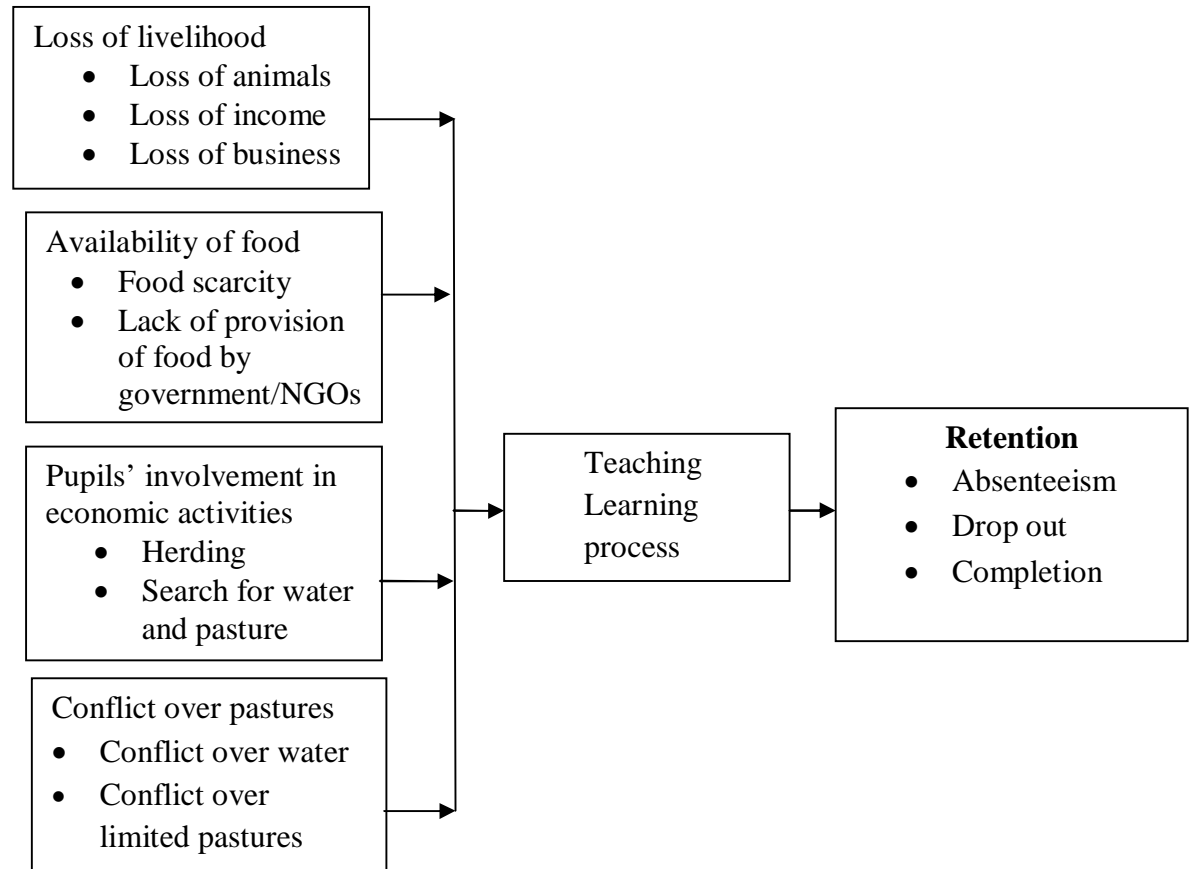 Loss of livelihood
• Loss of animals
• Loss of income
• Loss of business
Availability of food
• Food scarcity
• Lack of provision
of food by
government/NGOs
Pupils’ involvement in
economic activities
• Herding
• Search for water
and pasture
Conflict over pastures
• Conflict over water
• Conflict over
limited pastures
Teaching
Learning
process
Retention
• Absenteeism
• Drop out
• Completion